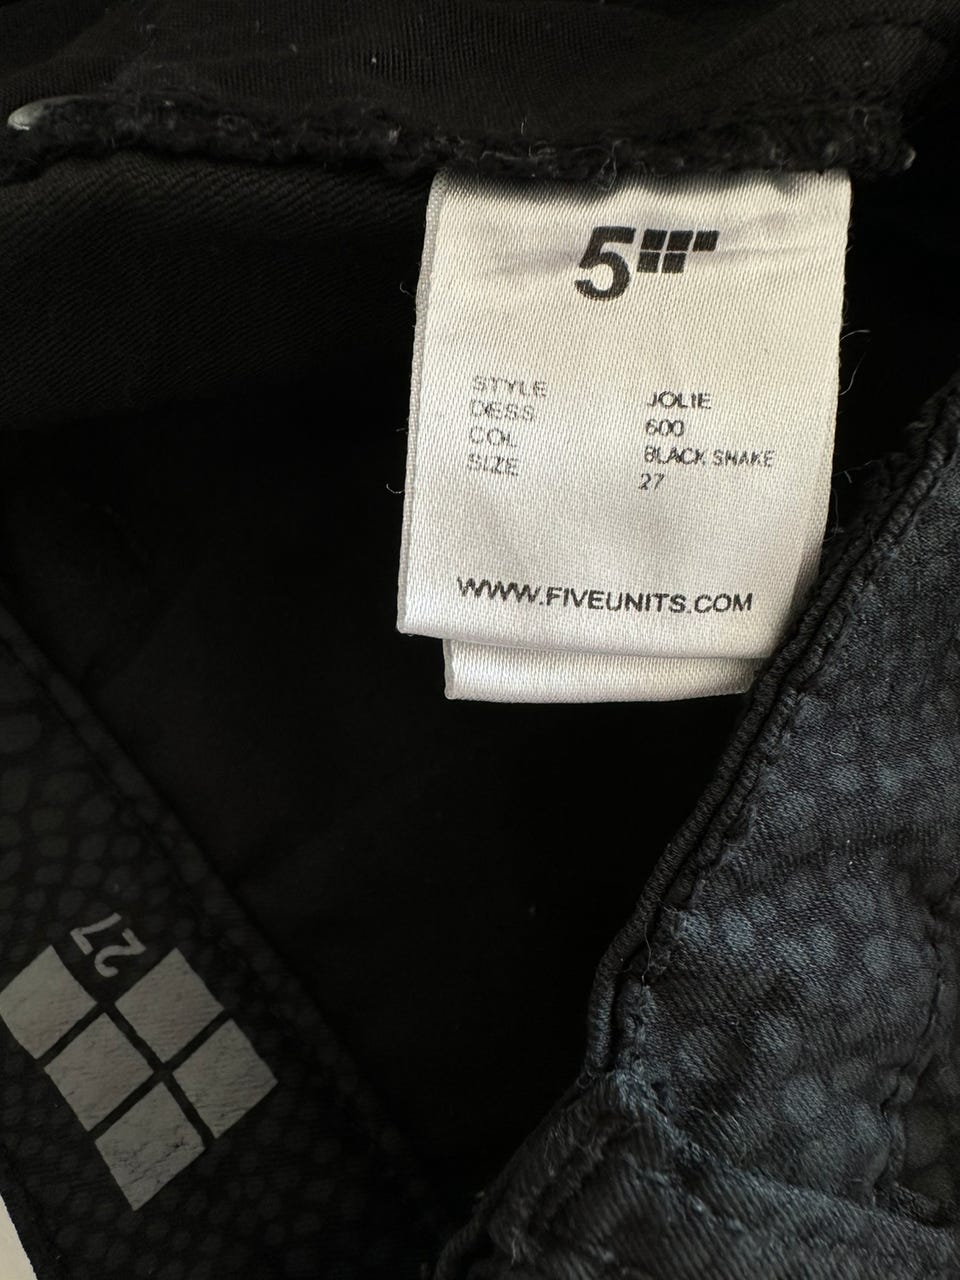 5
STYLE JOLIE
DESS 600
COL BLACK SNAKE
SIZE 27
WWW.FIVEUNITS.COM
27